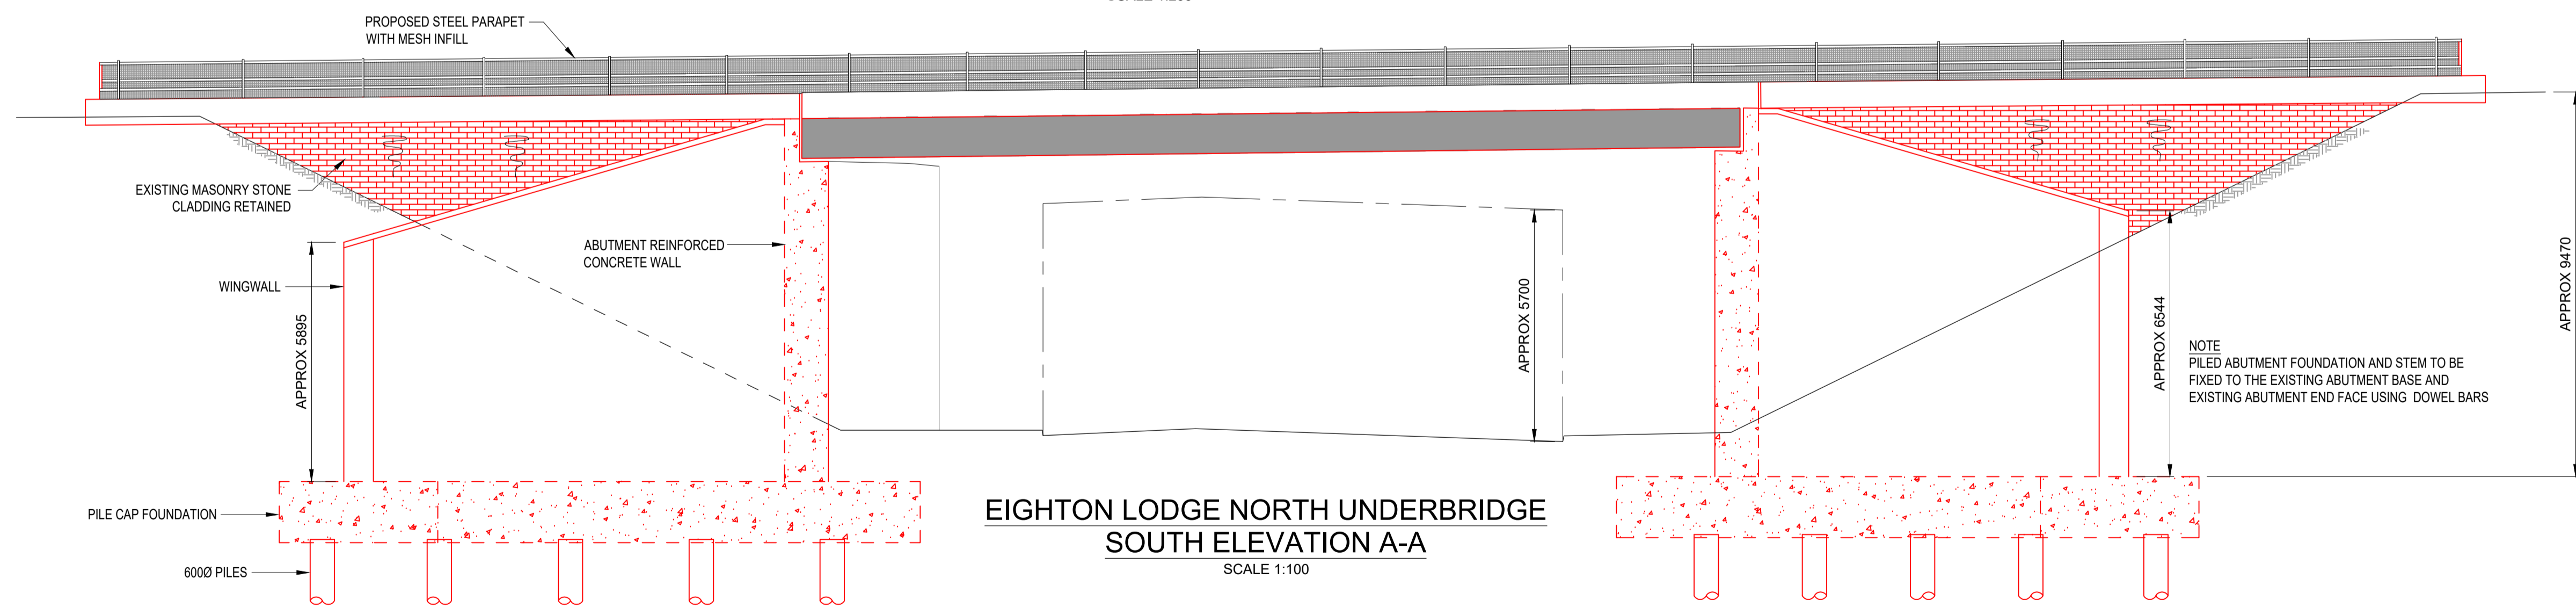 PROPOSED STEEL PARAPET
WITH MESH INFILL
EXISTING MASONRY STONE
CLADDING RETAINED
ABUTMENT REINFORCED
CONCRETE WALL
WINGWALL
APPROX 5895
APPROX 5700
APPROX 6544
APPROX 9470
NOTE
PILED ABUTMENT FOUNDATION AND STEM TO BE
FIXED TO THE EXISTING ABUTMENT BASE AND
EXISTING ABUTMENT END FACE USING DOWEL BARS
PILE CAP FOUNDATION
600Ø PILES
EIGHTON LODGE NORTH UNDERBRIDGE
SOUTH ELEVATION A-A
SCALE 1:100